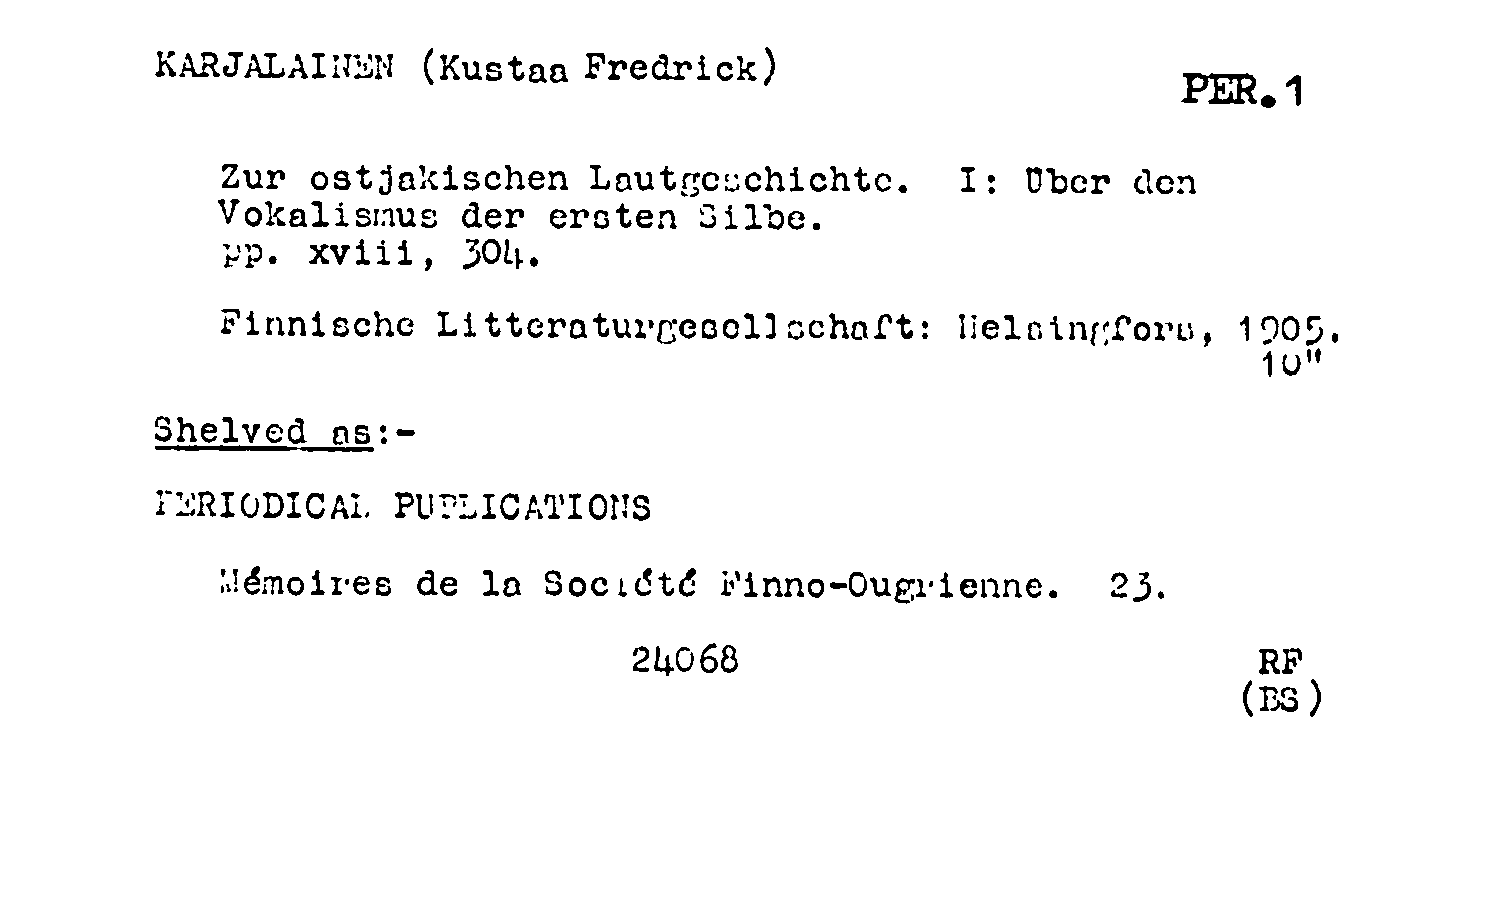 KARJALAINEN (Kustaa Fredrick)
PER.1
Zur ostjakischen Lautgeschichte. I: Über den
Vokalismus der ersten Silbe.
pp. xviii, 304.
Finnische Litteraturgesellschaft: Helsingfors, 1905.
10"
Shelved as:-
PERIODICAL PUBLICATIONS
Mémoires de la Société Finno-Ougrienne. 23.
24068
RF
(BS)